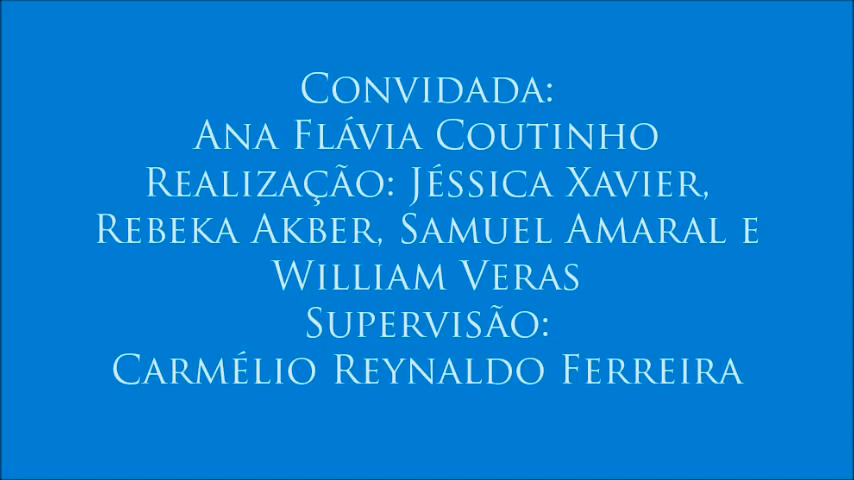 Convidada:
Ana Flávia Coutinho
Realização: Jéssica Xavier,
Rebeka Akber, Samuel Amaral e
William Veras
Supervisão:
Carmélio Reynaldo Ferreira